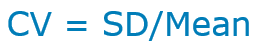 CV = SD/Mean